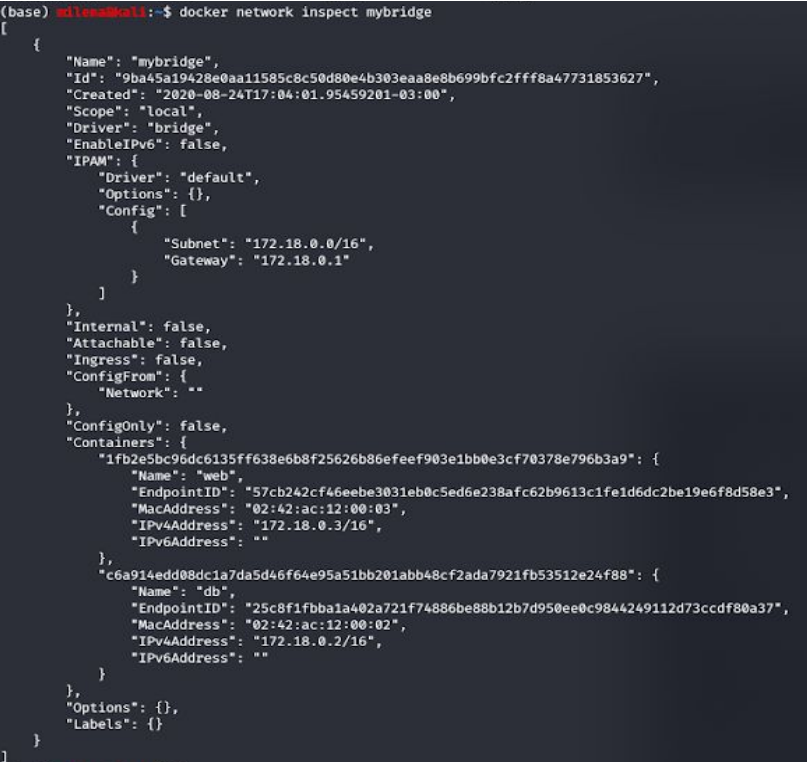 (base) milena@kali:~$ docker network inspect mybridge
[
    {
        "Name": "mybridge",
        "Id": "9ba45a19428e0aa11585c8c50d80e4b303eaa8e8b699bfc2fff8a47731853627",
        "Created": "2020-08-24T17:04:01.95459201-03:00",
        "Scope": "local",
        "Driver": "bridge",
        "EnableIPv6": false,
        "IPAM": {
            "Driver": "default",
            "Options": {},
            "Config": [
                {
                    "Subnet": "172.18.0.0/16",
                    "Gateway": "172.18.0.1"
                }
            ]
        },
        "Internal": false,
        "Attachable": false,
        "Ingress": false,
        "ConfigFrom": {
            "Network": ""
        },
        "ConfigOnly": false,
        "Containers": {
            "1fb2e5bc96dc6135ff638e6b8f25626b86efeef903e1bb0e3cf70378e796b3a9": {
                "Name": "web",
                "EndpointID": "57cb242cf46eebe3031eb0c5ed6e238afc62b9613c1fe1d6dc2be19e6f8d58e3",
                "MacAddress": "02:42:ac:12:00:03",
                "IPv4Address": "172.18.0.3/16",
                "IPv6Address": ""
            },
            "c6a914edd08dc1a7da5d46f64e95a51bb201abb48cf2ada7921fb53512e24f88": {
                "Name": "db",
                "EndpointID": "25c8f1fbba1a402a721f74886be88b12b7d950ee0c9844249112d73ccdf80a37",
                "MacAddress": "02:42:ac:12:00:02",
                "IPv4Address": "172.18.0.2/16",
                "IPv6Address": ""
            }
        },
        "Options": {},
        "Labels": {}
    }
]